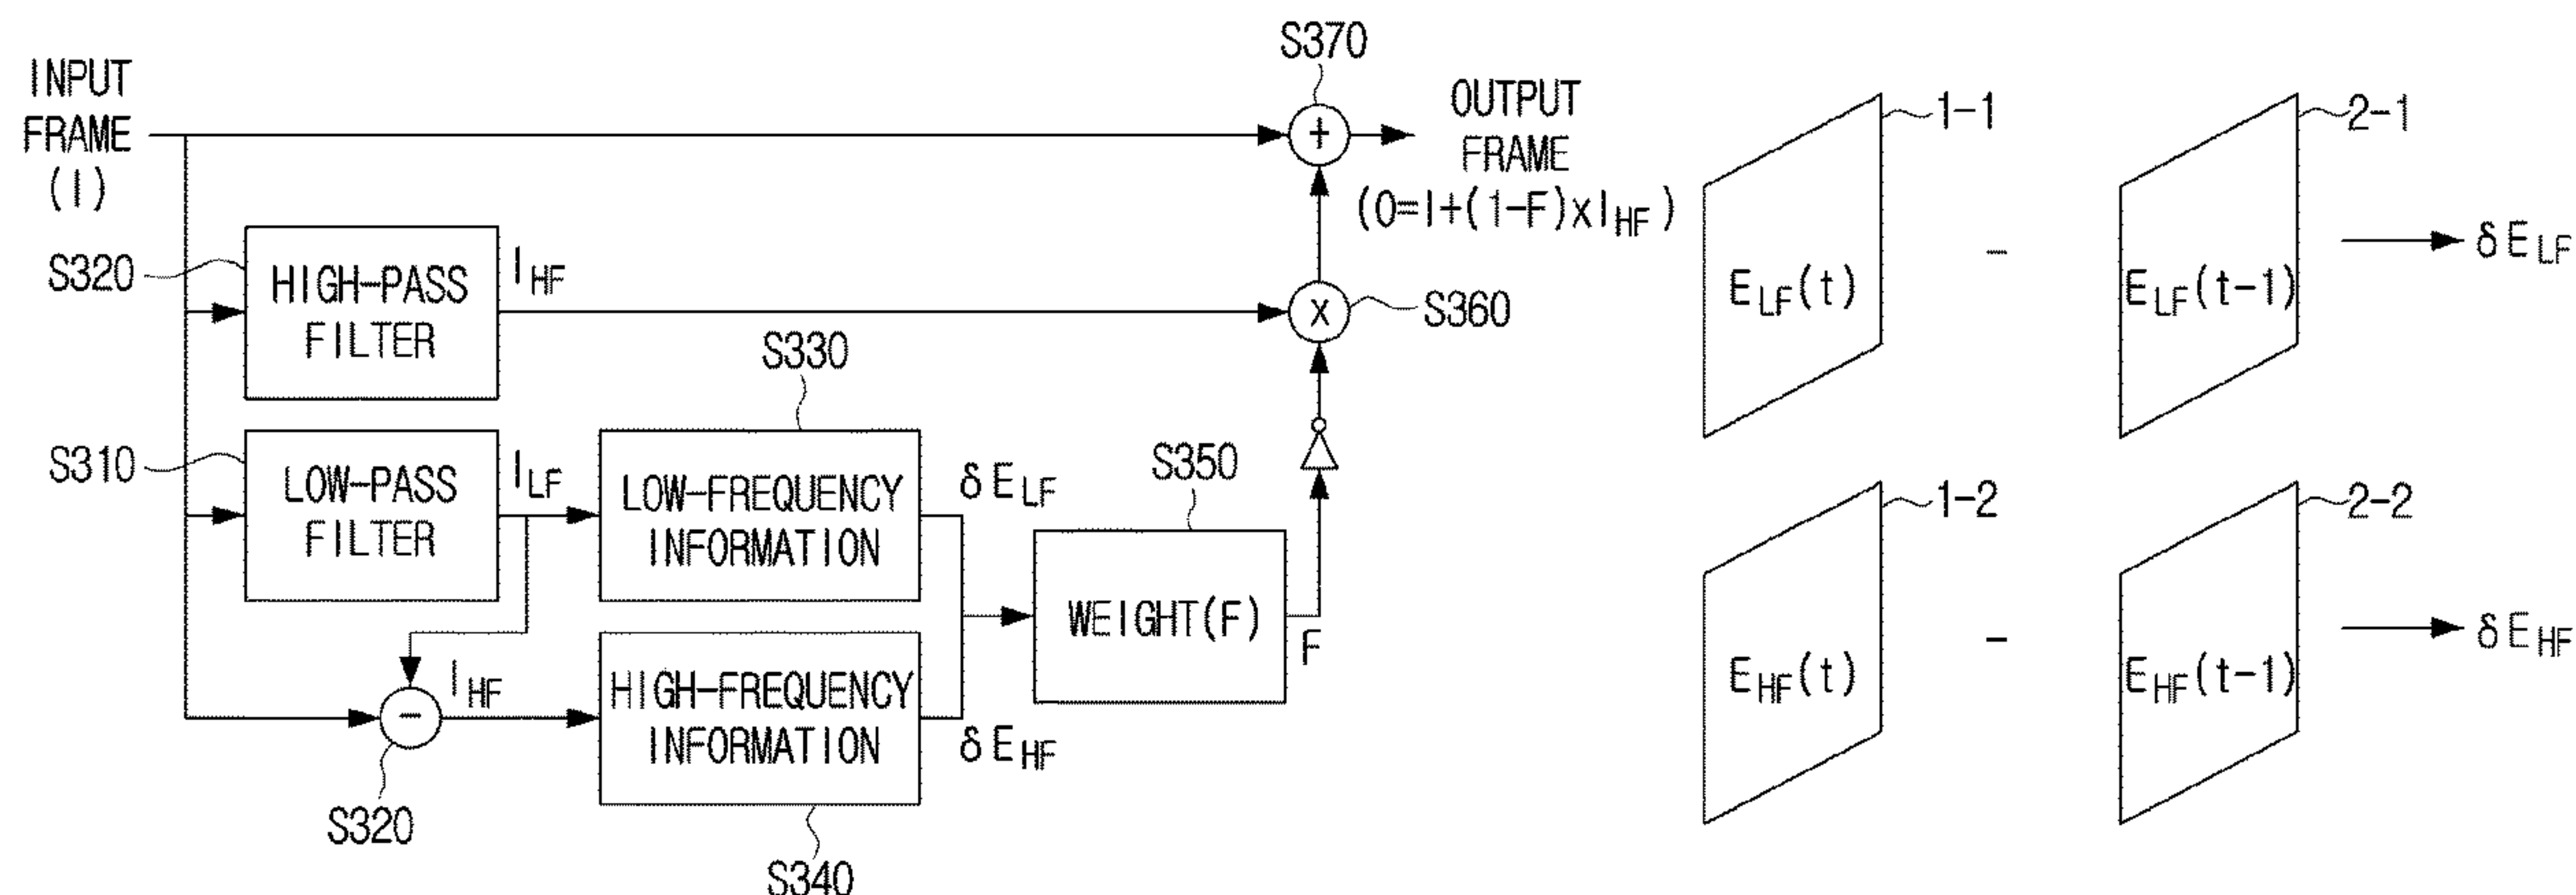 S370
INPUT
FRAME
(I)
OUTPUT
FRAME
(O=I+(1-F)xI_HF)
+
S320
HIGH-PASS
FILTER
I_HF
x
S360
S330
S310
LOW-PASS
FILTER
I_LF
LOW-FREQUENCY
INFORMATION
δE_LF
S350
WEIGHT(F)
F
-
I_HF
S320
HIGH-FREQUENCY
INFORMATION
δE_HF
S340
1-1
E_LF(t)
-
2-1
E_LF(t-1)
δE_LF
1-2
E_HF(t)
-
2-2
E_HF(t-1)
δE_HF